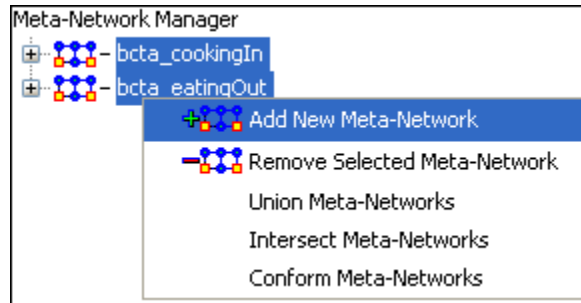 Meta-Network Manager
bcta_cookingIn
bcta_eatingOut
Add New Meta-Network
Remove Selected Meta-Network
Union Meta-Networks
Intersect Meta-Networks
Conform Meta-Networks